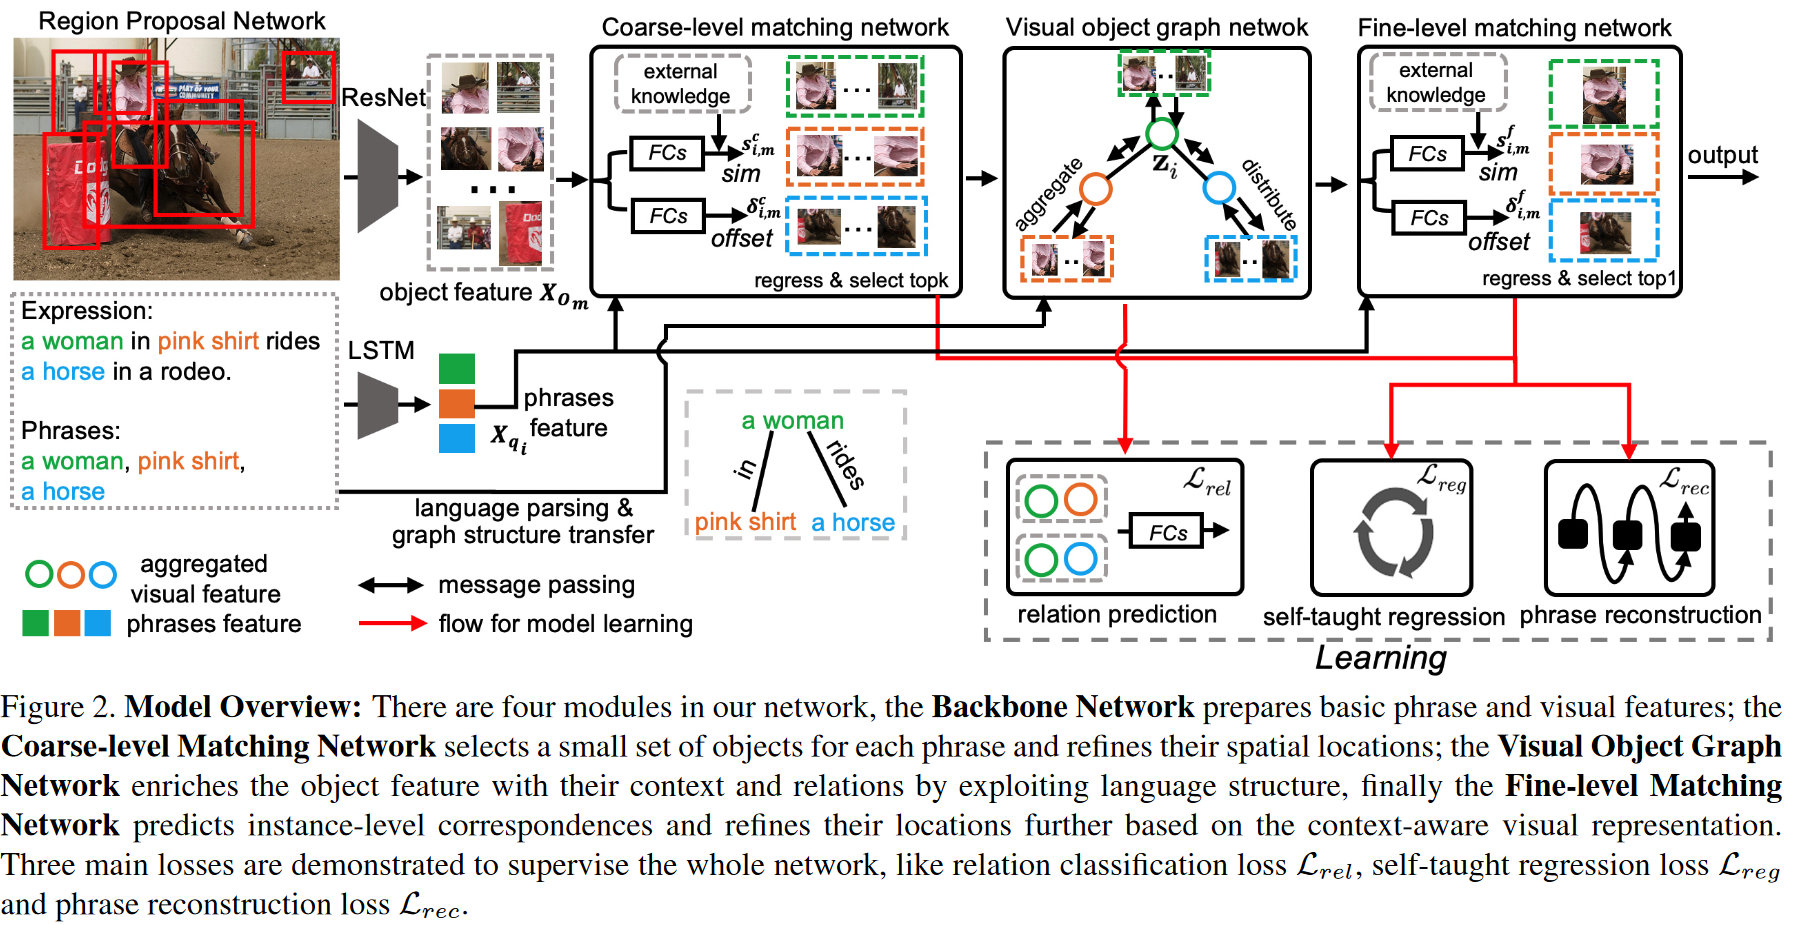 Region Proposal Network
Coarse-level matching network
Visual object graph netwok
Fine-level matching network
ResNet
object feature X_{O_m}
external
knowledge
FCs
s^c_{i,m}
sim
FCs
δ^c_{i,m}
offset
regress & select topk
z_i
aggregate
distribute
external
knowledge
FCs
s^f_{i,m}
sim
FCs
δ^f_{i,m}
offset
regress & select top1
output
PART OF YOUR
COMMUNITY
Expression:
a woman in pink shirt rides
a horse in a rodeo.
Phrases:
a woman, pink shirt,
a horse
LSTM
phrases
feature
X_{q_i}
language parsing &
graph structure transfer
a woman
in
rides
pink shirt
a horse
aggregated
visual feature
phrases feature
message passing
flow for model learning
L_{rel}
FCs
relation prediction
L_{reg}
self-taught regression
L_{rec}
phrase reconstruction
Learning
Figure 2. Model Overview: There are four modules in our network, the Backbone Network prepares basic phrase and visual features; the
Coarse-level Matching Network selects a small set of objects for each phrase and refines their spatial locations; the Visual Object Graph
Network enriches the object feature with their context and relations by exploiting language structure, finally the Fine-level Matching
Network predicts instance-level correspondences and refines their locations further based on the context-aware visual representation.
Three main losses are demonstrated to supervise the whole network, like relation classification loss L_{rel}, self-taught regression loss L_{reg}
and phrase reconstruction loss L_{rec}.